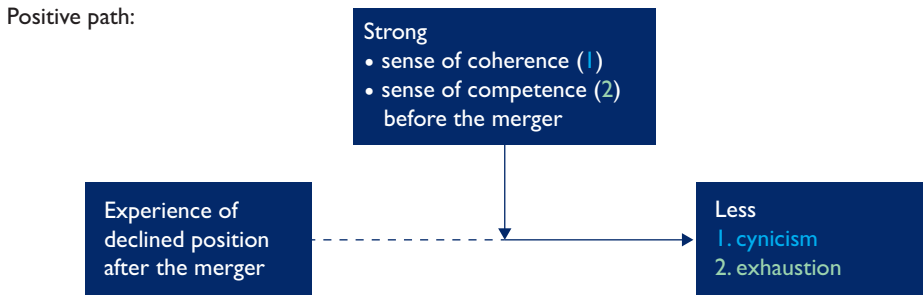 Positive path:
Strong
• sense of coherence (1)
• sense of competence (2)
before the merger
Experience of
declined position
after the merger
Less
1. cynicism
2. exhaustion